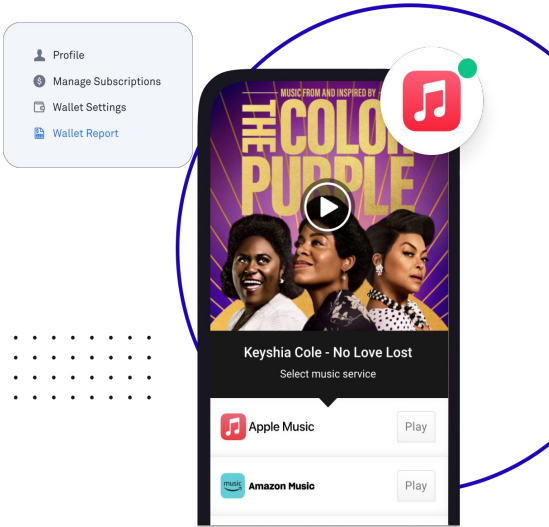 Profile
Manage Subscriptions
Wallet Settings
Wallet Report
MUSIC FROM AND INSPIRED BY
THE COLOR
PURPLE
Keyshia Cole - No Love Lost
Select music service
Apple Music
Play
music
Amazon Music
Play